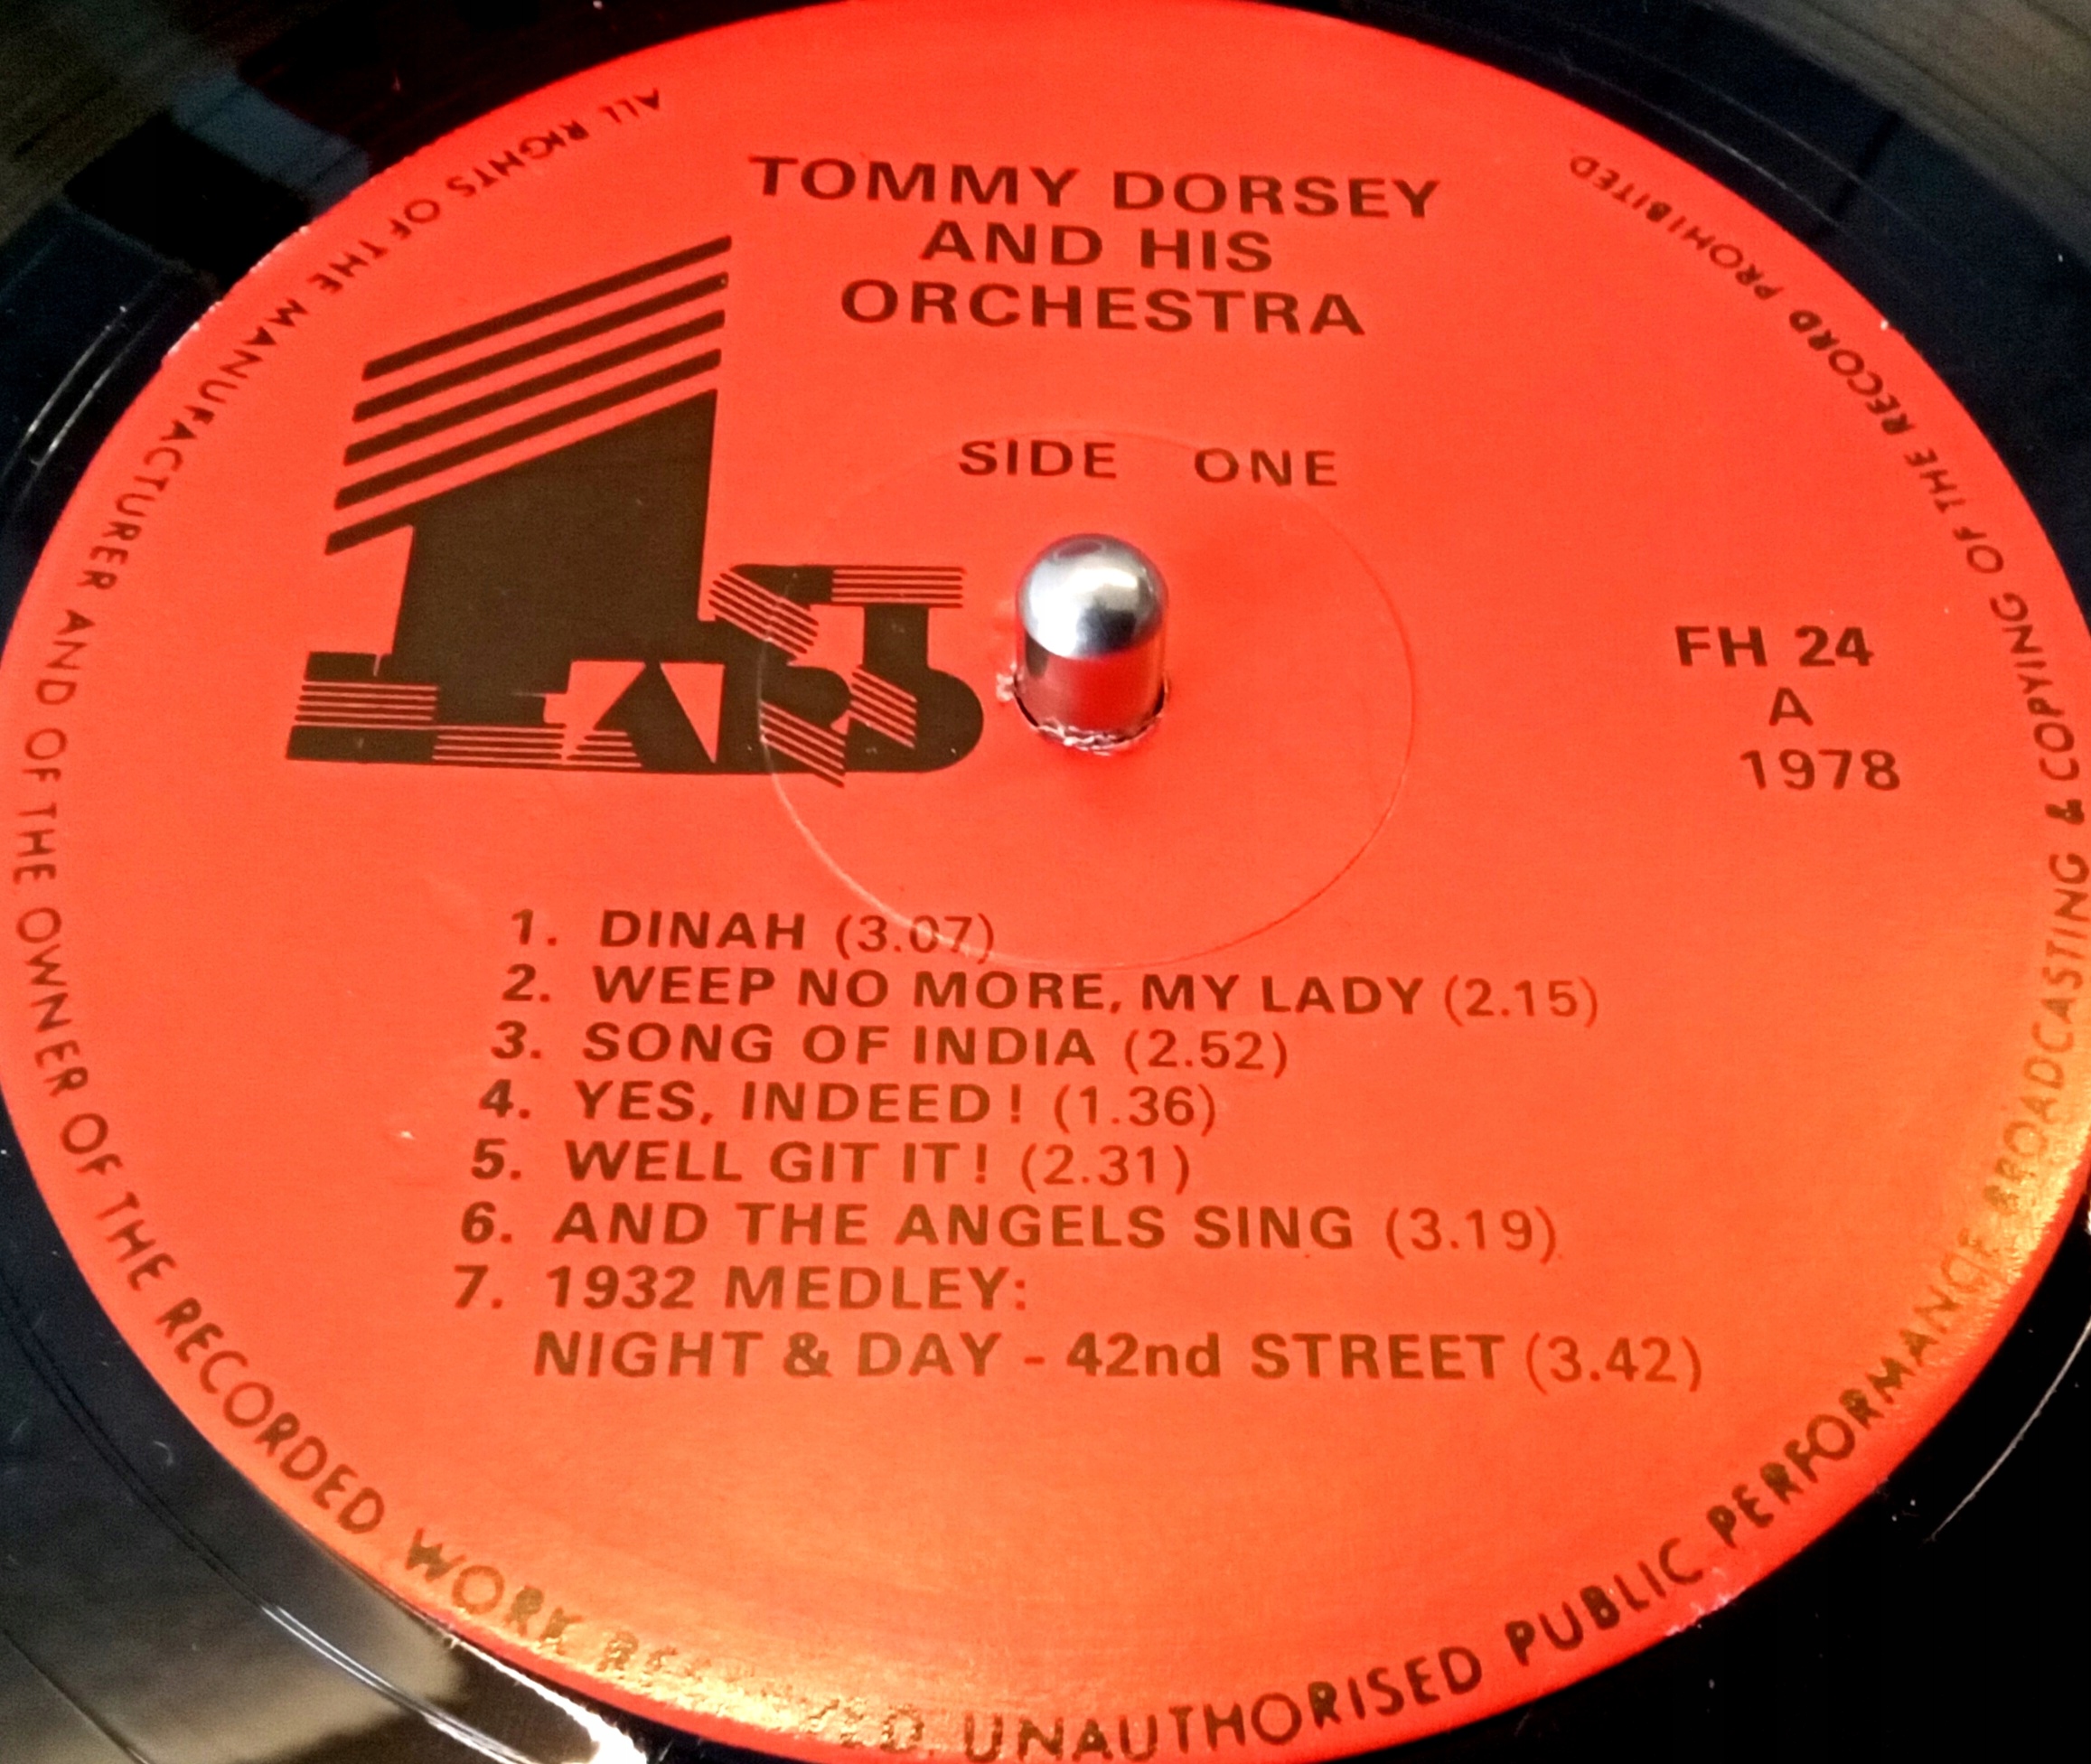 TOMMY DORSEY
AND HIS
ORCHESTRA
SIDE ONE
1ST
HEARD
FH 24
A
1978
1. DINAH (3.07)
2. WEEP NO MORE, MY LADY (2.15)
3. SONG OF INDIA (2.52)
4. YES, INDEED! (1.36)
5. WELL GIT IT! (2.31)
6. AND THE ANGELS SING (3.19)
7. 1932 MEDLEY:
NIGHT & DAY - 42nd STREET (3.42)
ALL RIGHTS OF THE MANUFACTURER AND OF THE OWNER OF THE RECORDED WORK UNAUTHORISED PUBLIC PERFORMANCE BROADCASTING & COPYING OF THE RECORD PROHIBITED